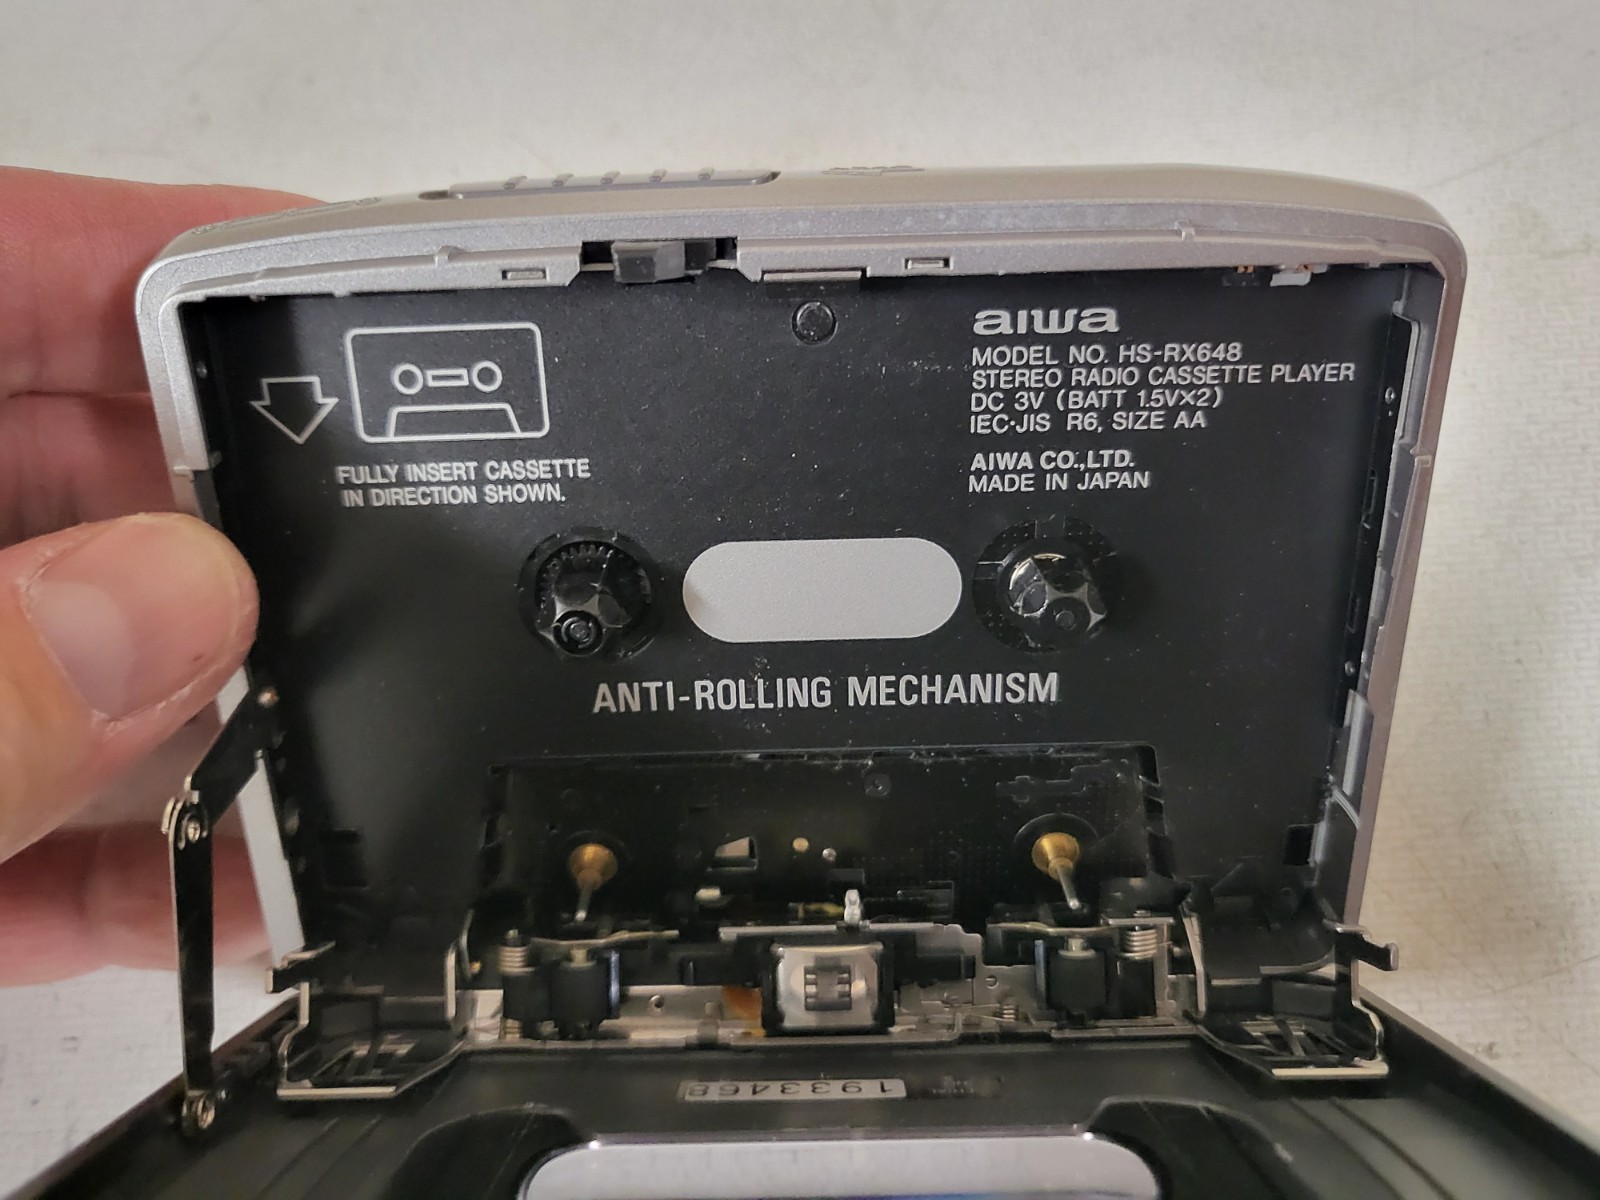 FULLY INSERT CASSETTE
IN DIRECTION SHOWN.
aiwa
MODEL NO. HS-RX648
STEREO RADIO CASSETTE PLAYER
DC 3V (BATT 1.5V×2)
IEC·JIS R6, SIZE AA
AIWA CO.,LTD.
MADE IN JAPAN
ANTI-ROLLING MECHANISM
1933468